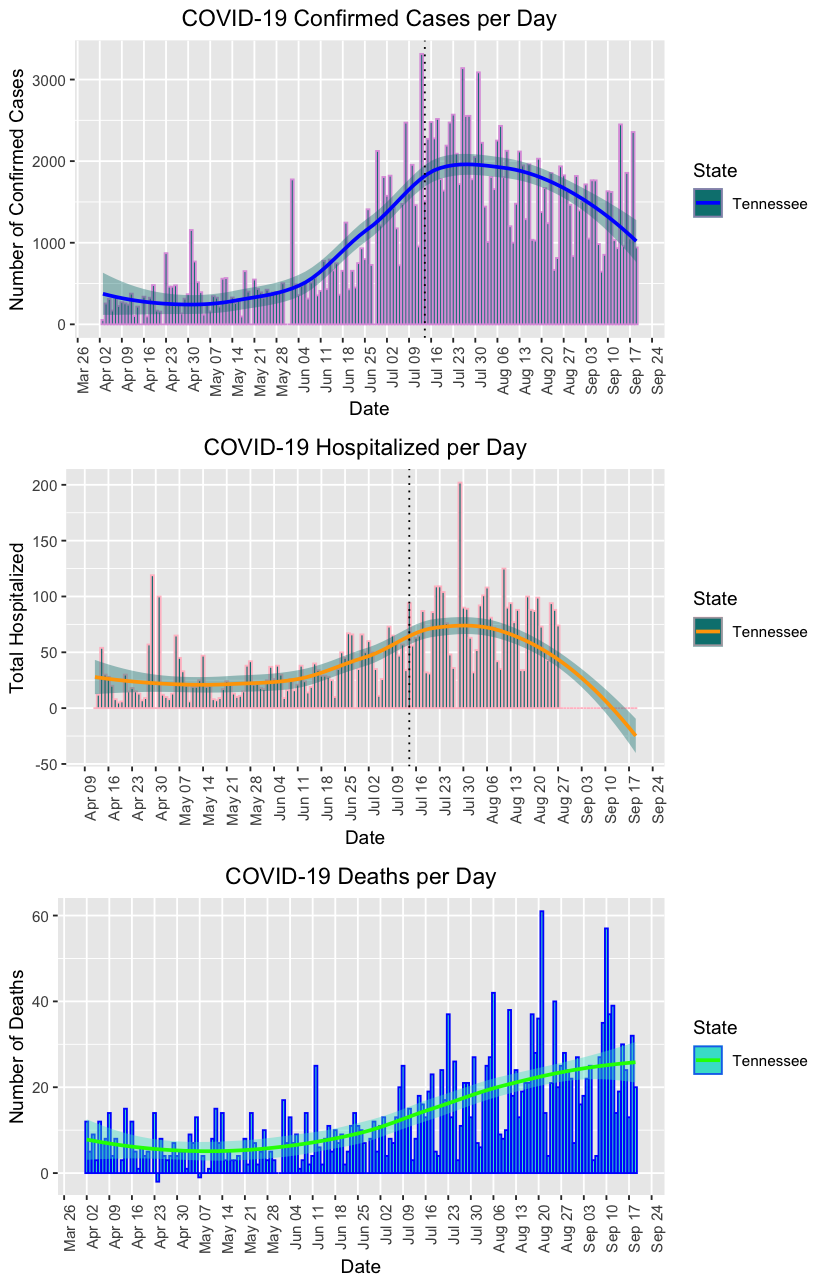 COVID-19 Confirmed Cases per Day
Number of Confirmed Cases
3000
2000
1000
0
Mar 26
Apr 02
Apr 09
Apr 16
Apr 23
Apr 30
May 07
May 14
May 21
May 28
Jun 04
Jun 11
Jun 18
Jun 25
Jul 02
Jul 09
Jul 16
Jul 23
Jul 30
Aug 06
Aug 13
Aug 20
Aug 27
Sep 03
Sep 10
Sep 17
Sep 24
Date
State
Tennessee
COVID-19 Hospitalized per Day
Total Hospitalized
200
150
100
50
0
-50
Apr 09
Apr 16
Apr 23
Apr 30
May 07
May 14
May 21
May 28
Jun 04
Jun 11
Jun 18
Jun 25
Jul 02
Jul 09
Jul 16
Jul 23
Jul 30
Aug 06
Aug 13
Aug 20
Aug 27
Sep 03
Sep 10
Sep 17
Sep 24
Date
State
Tennessee
COVID-19 Deaths per Day
Number of Deaths
60
40
20
0
Mar 26
Apr 02
Apr 09
Apr 16
Apr 23
Apr 30
May 07
May 14
May 21
May 28
Jun 04
Jun 11
Jun 18
Jun 25
Jul 02
Jul 09
Jul 16
Jul 23
Jul 30
Aug 06
Aug 13
Aug 20
Aug 27
Sep 03
Sep 10
Sep 17
Sep 24
Date
State
Tennessee